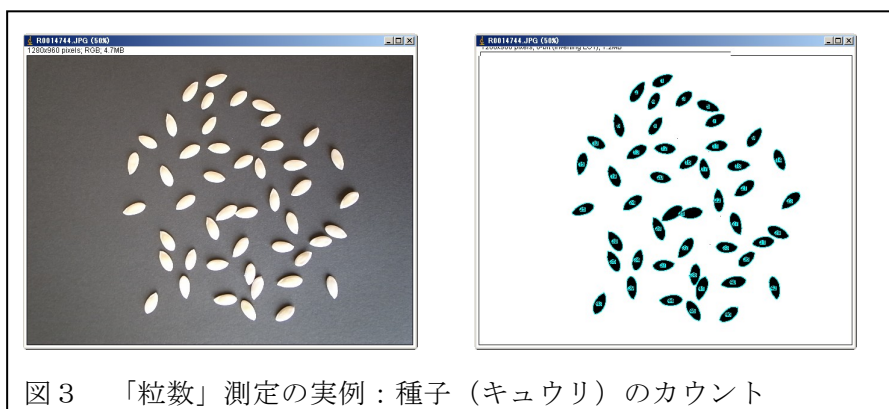 R0014744.JPG (50%)
1280x960 pixels; RGB; 4.7MB
R0014744.JPG (50%)
図３　「粒数」測定の実例：種子（キュウリ）のカウント